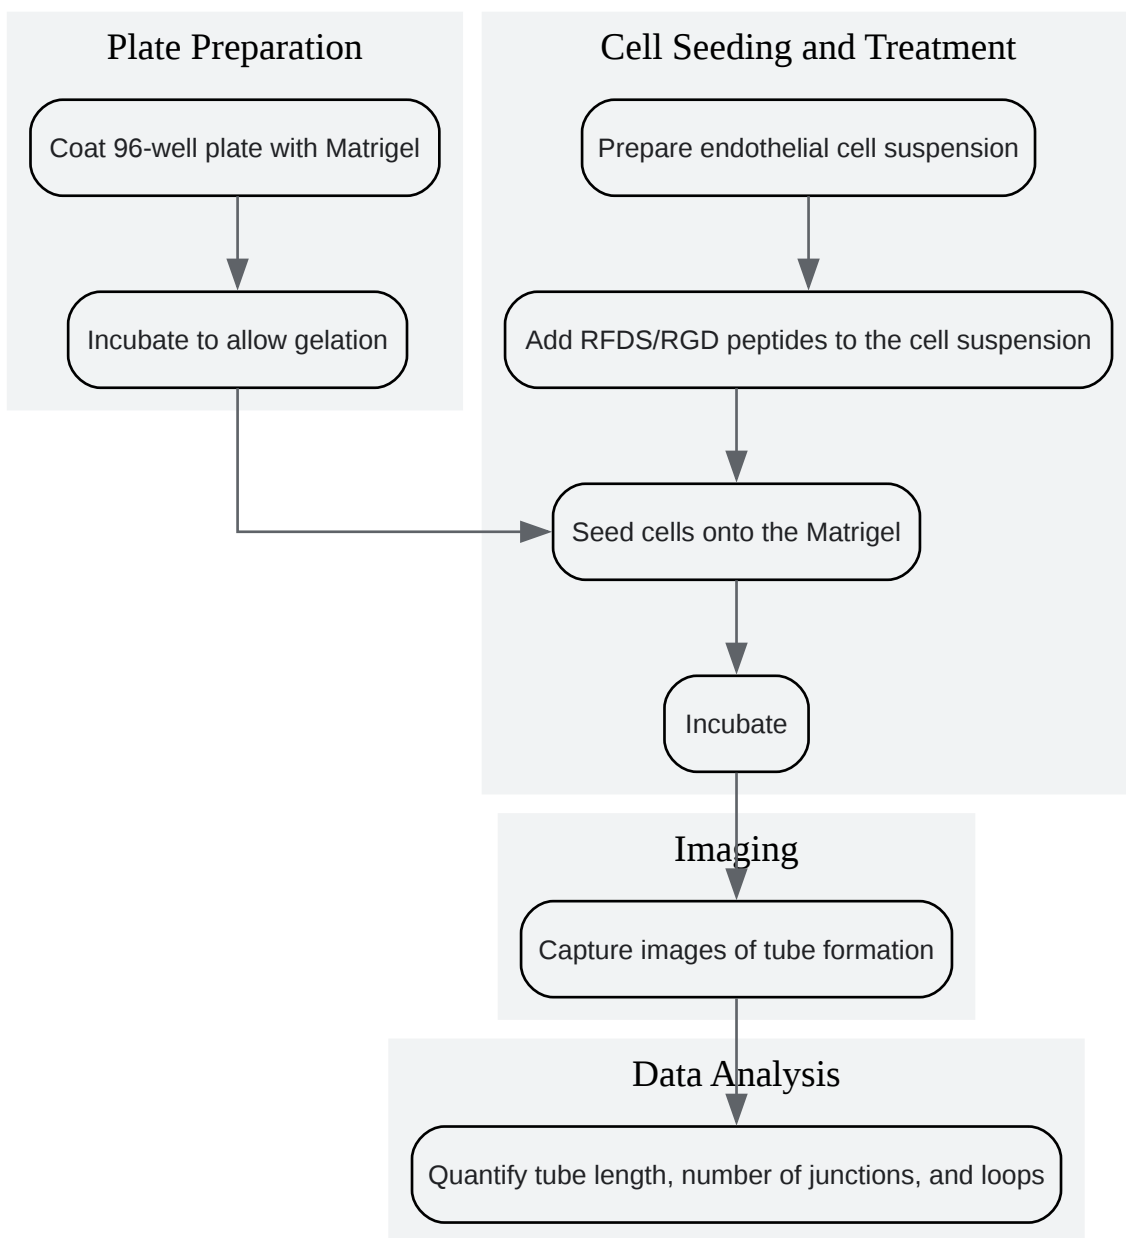 Plate Preparation
Coat 96-well plate with Matrigel
Incubate to allow gelation
Cell Seeding and Treatment
Prepare endothelial cell suspension
Add RFDS/RGD peptides to the cell suspension
Seed cells onto the Matrigel
Incubate
Imaging
Capture images of tube formation
Data Analysis
Quantify tube length, number of junctions, and loops